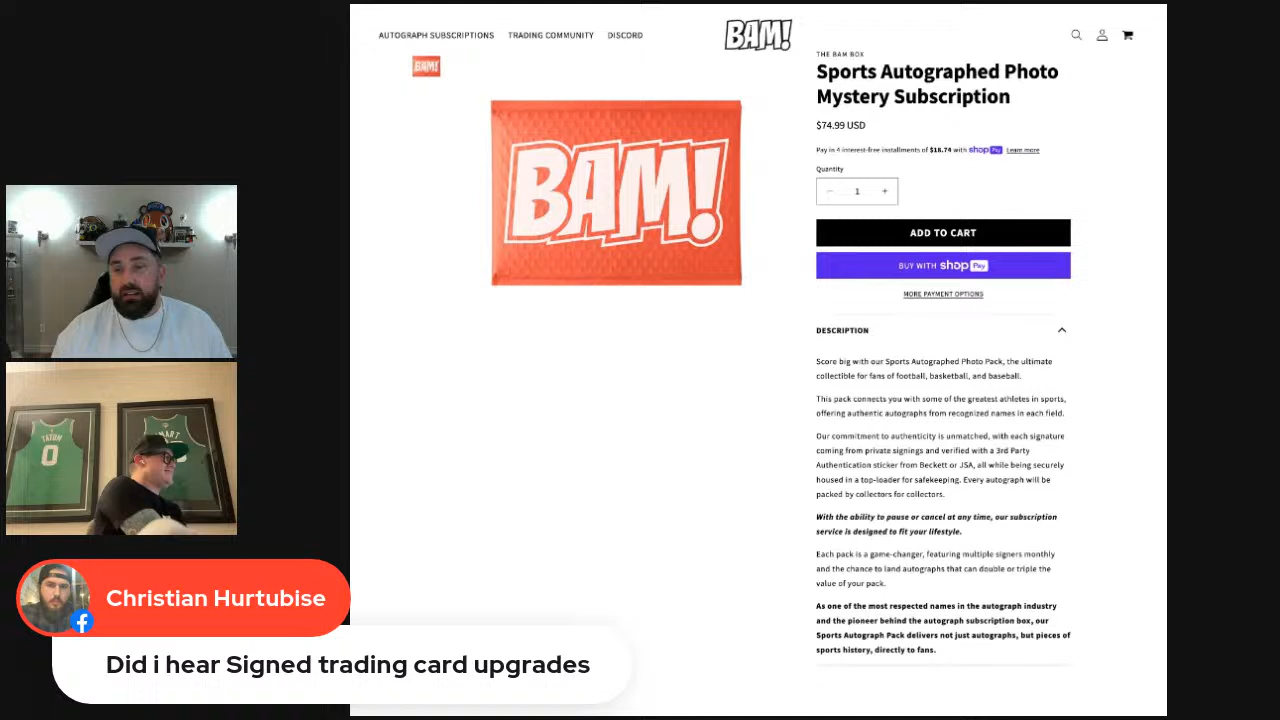 AUTOGRAPH SUBSCRIPTIONS TRADING COMMUNITY DISCORD
BAM!
BAM!
BAM!
THE BAM BOX
Sports Autographed Photo
Mystery Subscription
$74.99 USD
Pay in 4 interest-free installments of $18.74 with shop Pay Learn more
Quantity
1
ADD TO CART
BUY WITH shop Pay
MORE PAYMENT OPTIONS
DESCRIPTION
Score big with our Sports Autographed Photo Pack, the ultimate
collectible for fans of football, basketball, and baseball.
This pack connects you with some of the greatest athletes in sports,
offering authentic autographs from recognized names in each field.
Our commitment to authenticity is unmatched, with each signature
coming from private signings and verified with a 3rd Party
Authentication sticker from Beckett or JSA, all while being securely
housed in a top-loader for safekeeping. Every autograph will be
packed by collectors for collectors.
With the ability to pause or cancel at any time, our subscription
service is designed to fit your lifestyle.
Each pack is a game-changer, featuring multiple signers monthly
and the chance to land autographs that can double or triple the
value of your pack.
As one of the most respected names in the autograph industry
and the pioneer behind the autograph subscription box, our
Sports Autograph Pack delivers not just autographs, but pieces of
sports history, directly to fans.
TATUM
0
Christian Hurtubise
Did i hear Signed trading card upgrades